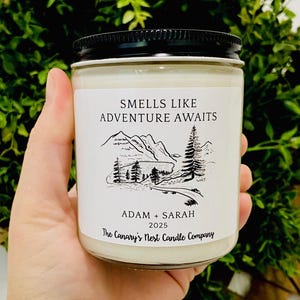 SMELLS LIKE
ADVENTURE AWAITS
ADAM + SARAH
2025
The Canary's Nest Candle Company